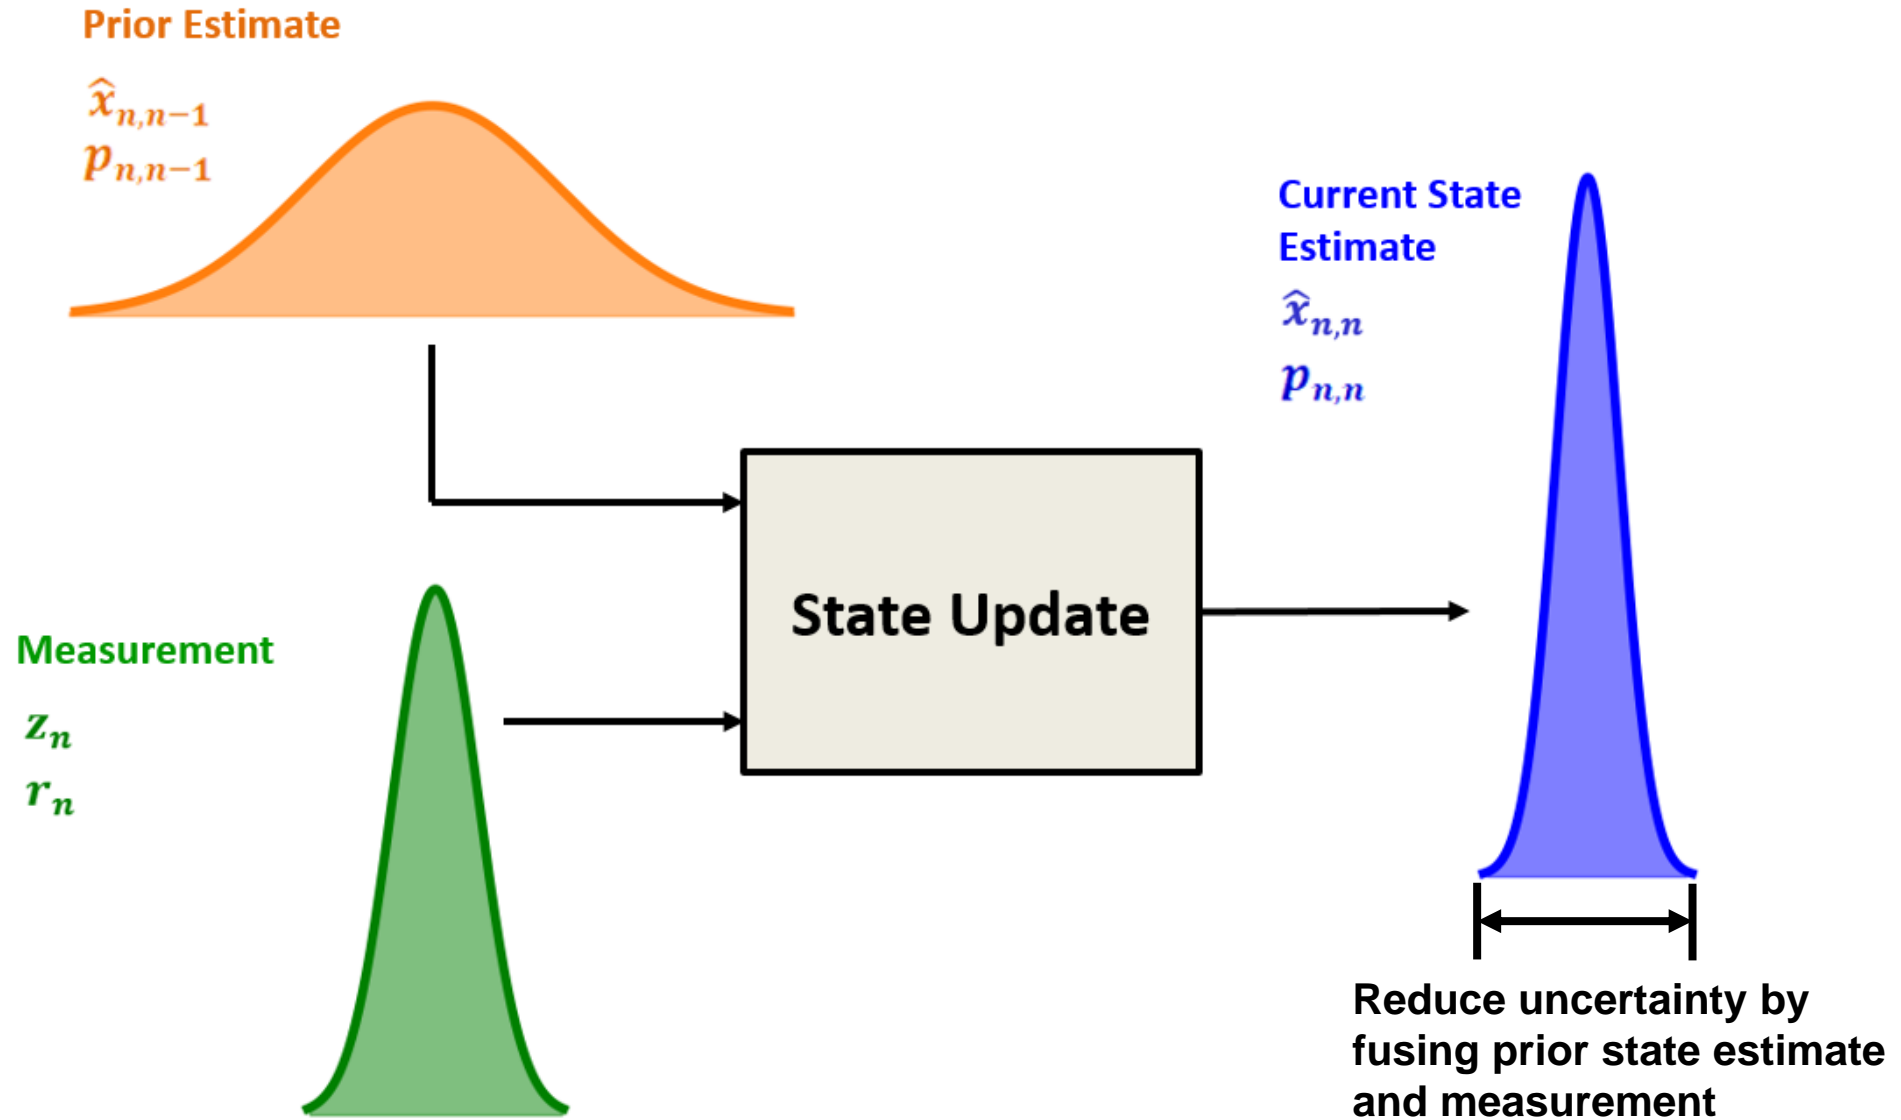 Prior Estimate
x̂ₙ,ₙ₋₁
pₙ,ₙ₋₁
Current State
Estimate
x̂ₙ,ₙ
pₙ,ₙ
State Update
Measurement
zₙ
rₙ
Reduce uncertainty by
fusing prior state estimate
and measurement